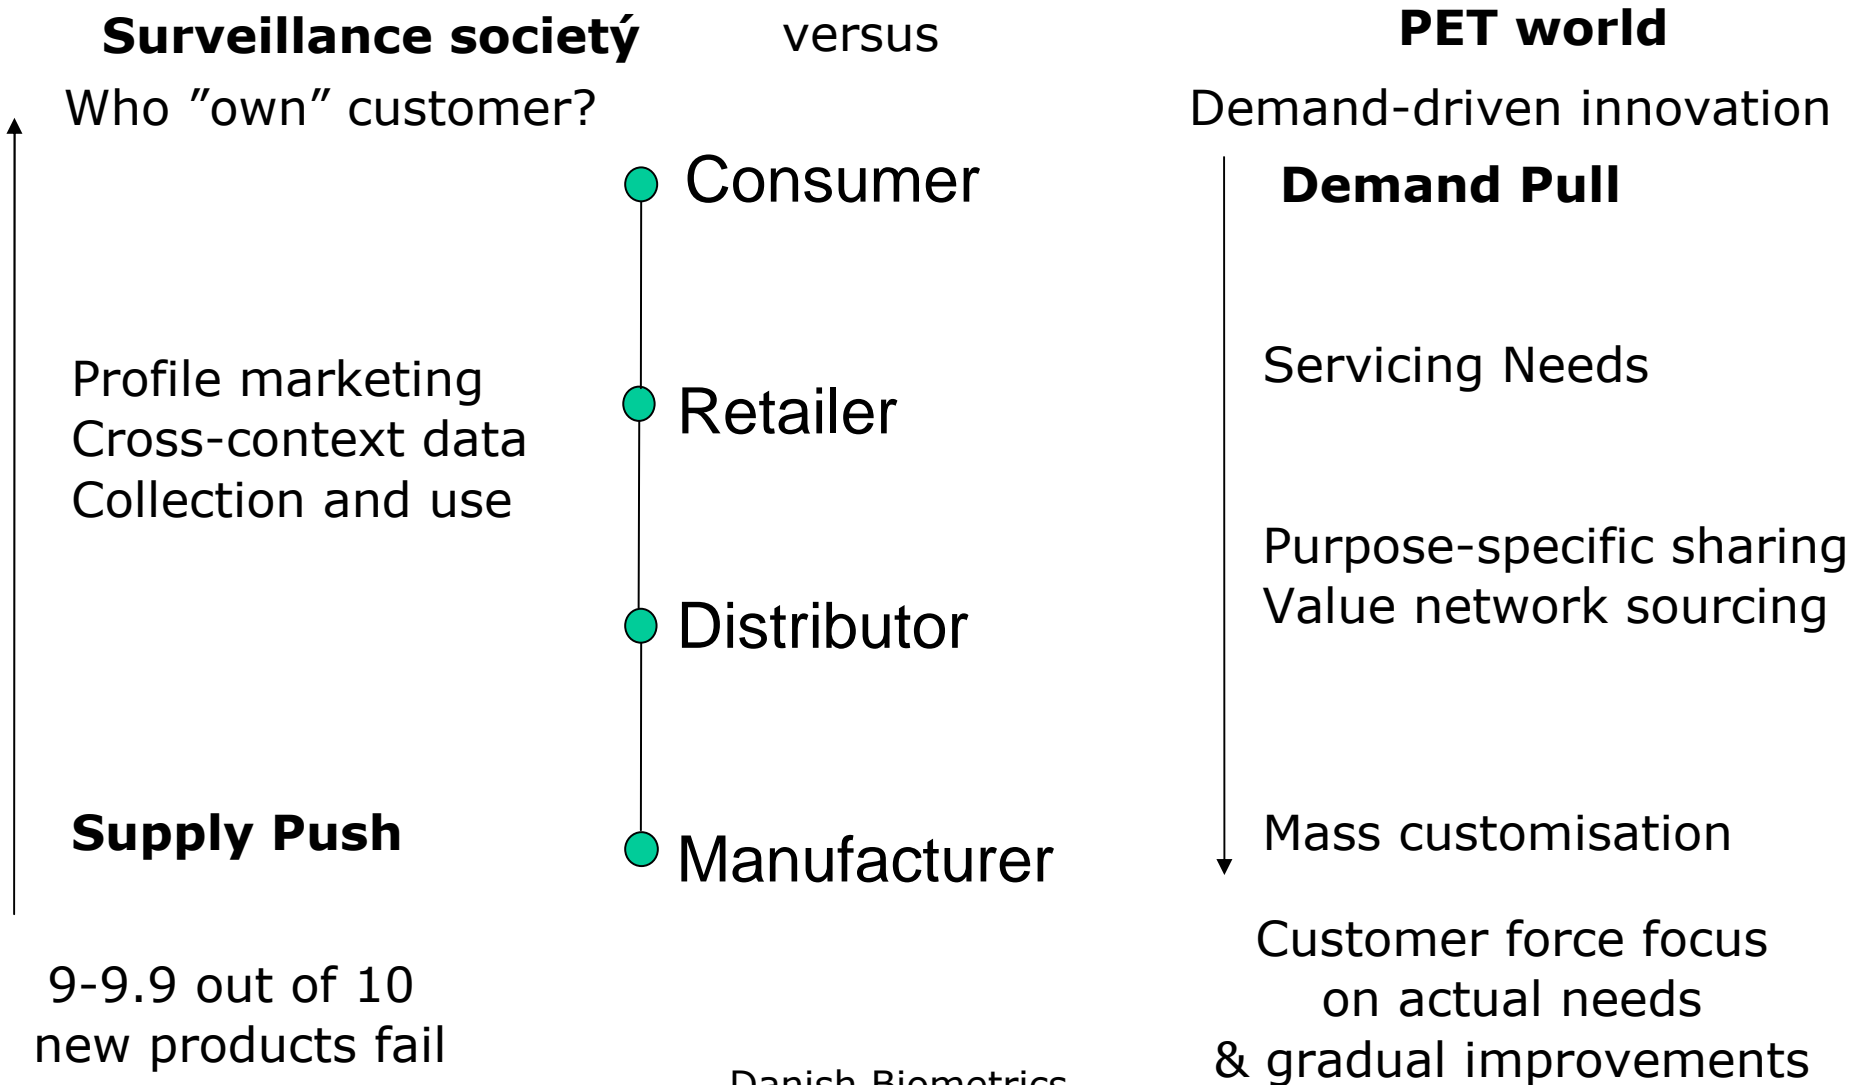 Surveillance societý
versus
PET world
Who ”own” customer?
Demand-driven innovation
Consumer
Demand Pull
Profile marketing
Cross-context data
Collection and use
Retailer
Servicing Needs
Purpose-specific sharing
Value network sourcing
Distributor
Supply Push
Manufacturer
Mass customisation
9-9.9 out of 10
new products fail
Customer force focus
on actual needs
& gradual improvements
Danish Biometrics